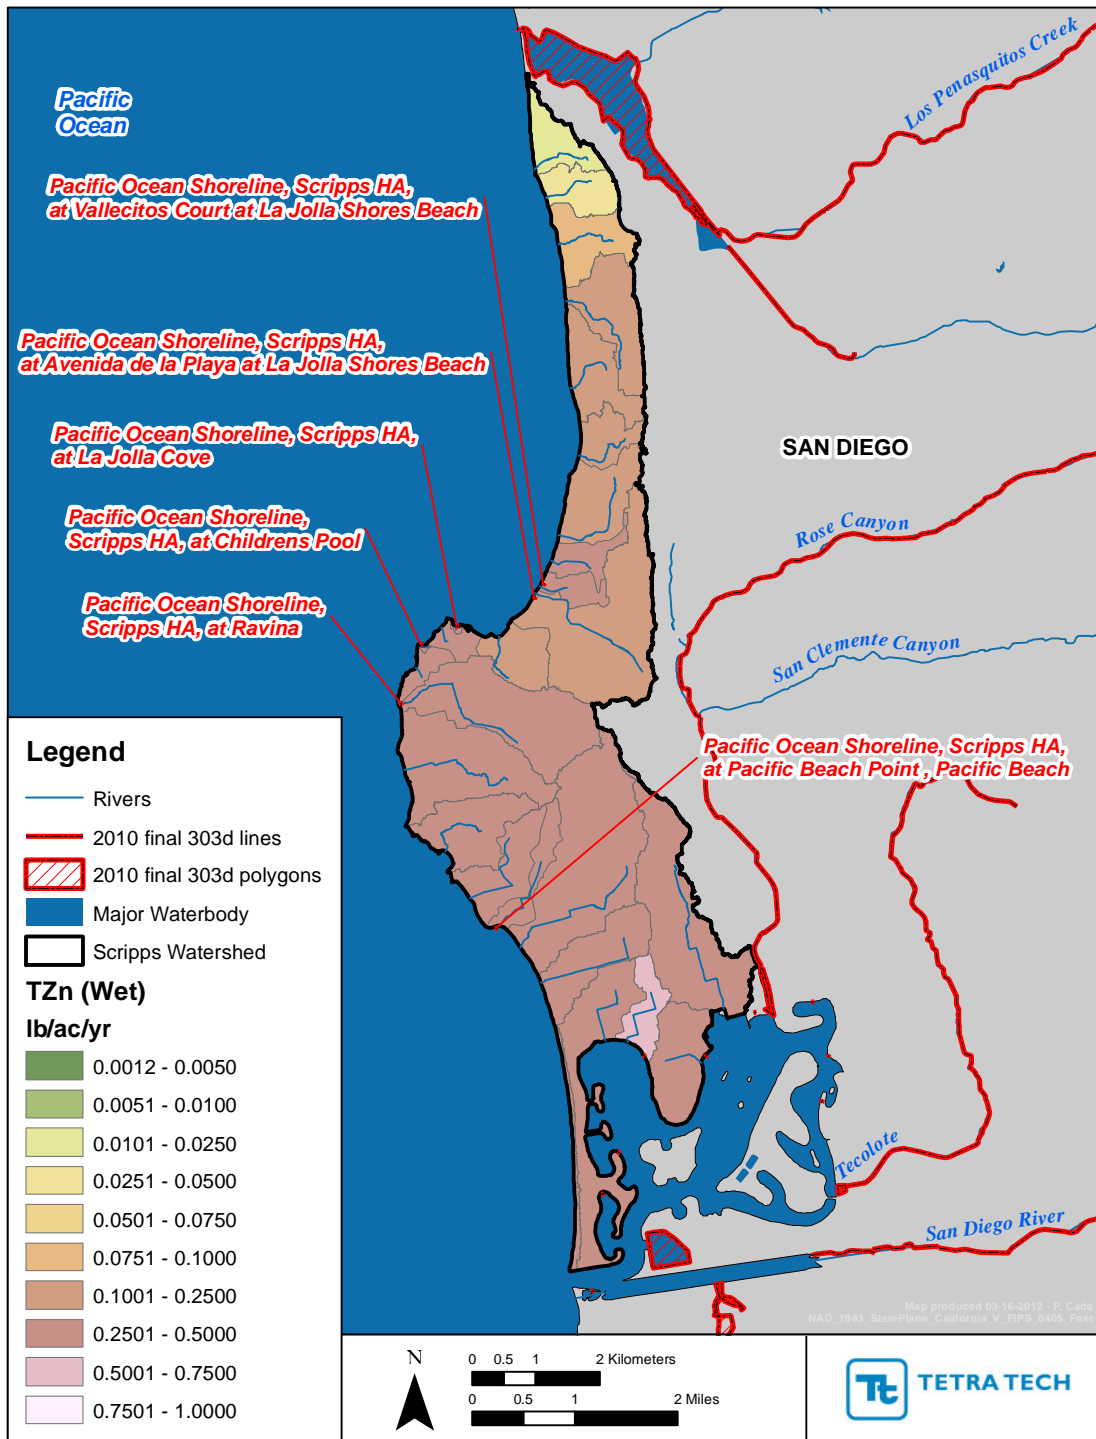 Pacific
Ocean
Los Penasquitos Creek
Pacific Ocean Shoreline, Scripps HA,
at Vallecitos Court at La Jolla Shores Beach
Pacific Ocean Shoreline, Scripps HA,
at Avenida de la Playa at La Jolla Shores Beach
Pacific Ocean Shoreline, Scripps HA,
at La Jolla Cove
SAN DIEGO
Pacific Ocean Shoreline,
Scripps HA, at Childrens Pool
Rose Canyon
Pacific Ocean Shoreline,
Scripps HA, at Ravina
San Clemente Canyon
Pacific Ocean Shoreline, Scripps HA,
at Pacific Beach Point , Pacific Beach
Tecolote
San Diego River
Map produced 03-16-2012 - P. Cada
NAD_1983_StatePlane_California_V_FIPS_0405_Feet
Legend
Rivers
2010 final 303d lines
2010 final 303d polygons
Major Waterbody
Scripps Watershed
TZn (Wet)
lb/ac/yr
0.0012 - 0.0050
0.0051 - 0.0100
0.0101 - 0.0250
0.0251 - 0.0500
0.0501 - 0.0750
0.0751 - 0.1000
0.1001 - 0.2500
0.2501 - 0.5000
0.5001 - 0.7500
0.7501 - 1.0000
N
0 0.5 1 2 Kilometers
0 0.5 1 2 Miles
Tt
TETRA TECH